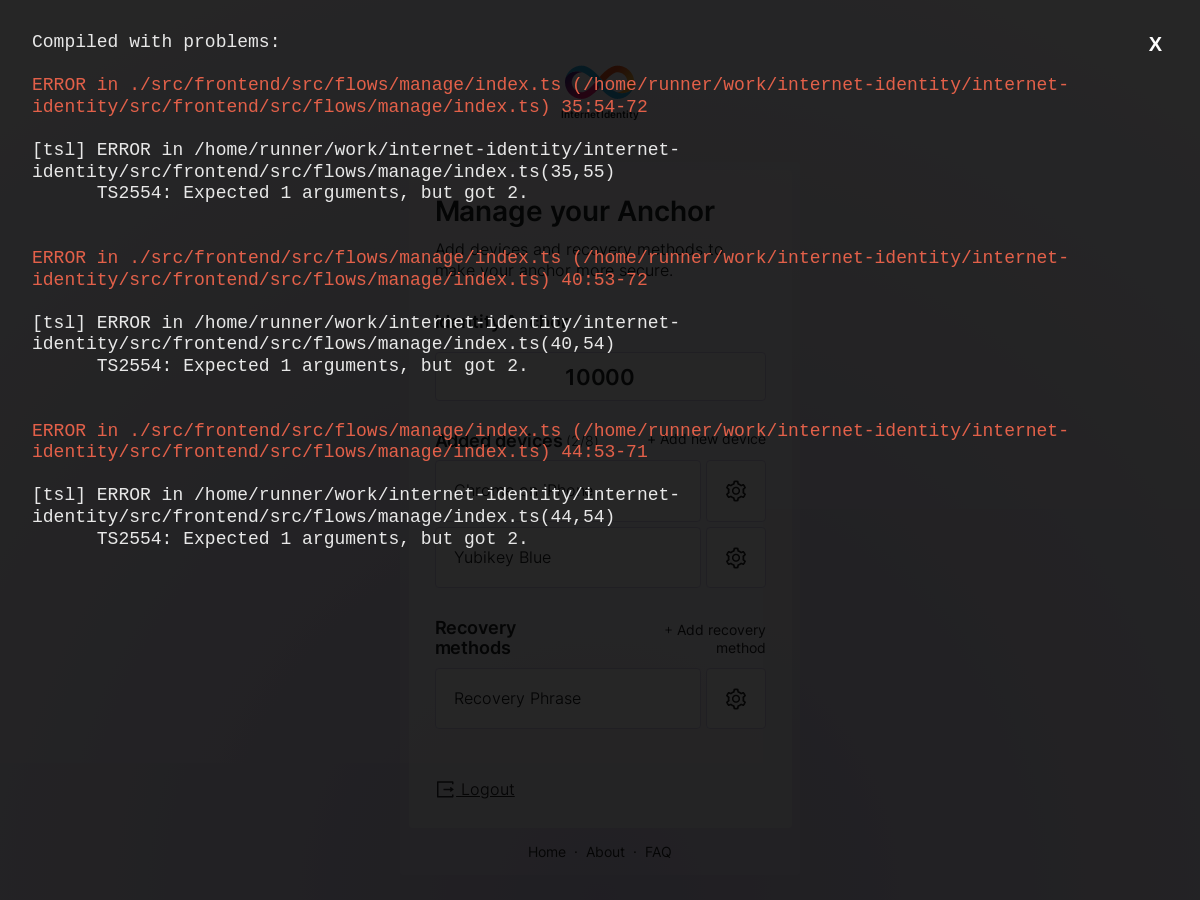 Compiled with problems:
X
ERROR in ./src/frontend/src/flows/manage/index.ts (/home/runner/work/internet-identity/internet-
identity/src/frontend/src/flows/manage/index.ts) 35:54-72
[tsl] ERROR in /home/runner/work/internet-identity/internet-
identity/src/frontend/src/flows/manage/index.ts(35,55)
TS2554: Expected 1 arguments, but got 2.
ERROR in ./src/frontend/src/flows/manage/index.ts (/home/runner/work/internet-identity/internet-
identity/src/frontend/src/flows/manage/index.ts) 40:53-72
[tsl] ERROR in /home/runner/work/internet-identity/internet-
identity/src/frontend/src/flows/manage/index.ts(40,54)
TS2554: Expected 1 arguments, but got 2.
ERROR in ./src/frontend/src/flows/manage/index.ts (/home/runner/work/internet-identity/internet-
identity/src/frontend/src/flows/manage/index.ts) 44:53-71
[tsl] ERROR in /home/runner/work/internet-identity/internet-
identity/src/frontend/src/flows/manage/index.ts(44,54)
TS2554: Expected 1 arguments, but got 2.
Internet Identity
Manage your Anchor
Add devices and recovery methods to
make your anchor more secure.
10000
Added devices
+ Add new device
Yubikey Blue
Recovery
methods
+ Add recovery
method
Recovery Phrase
Logout
Home · About · FAQ